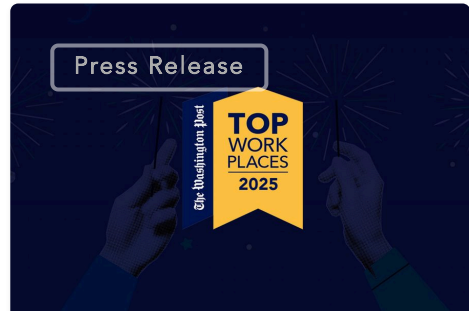 Press Release
The Washington Post
TOP
WORK
PLACES
2025